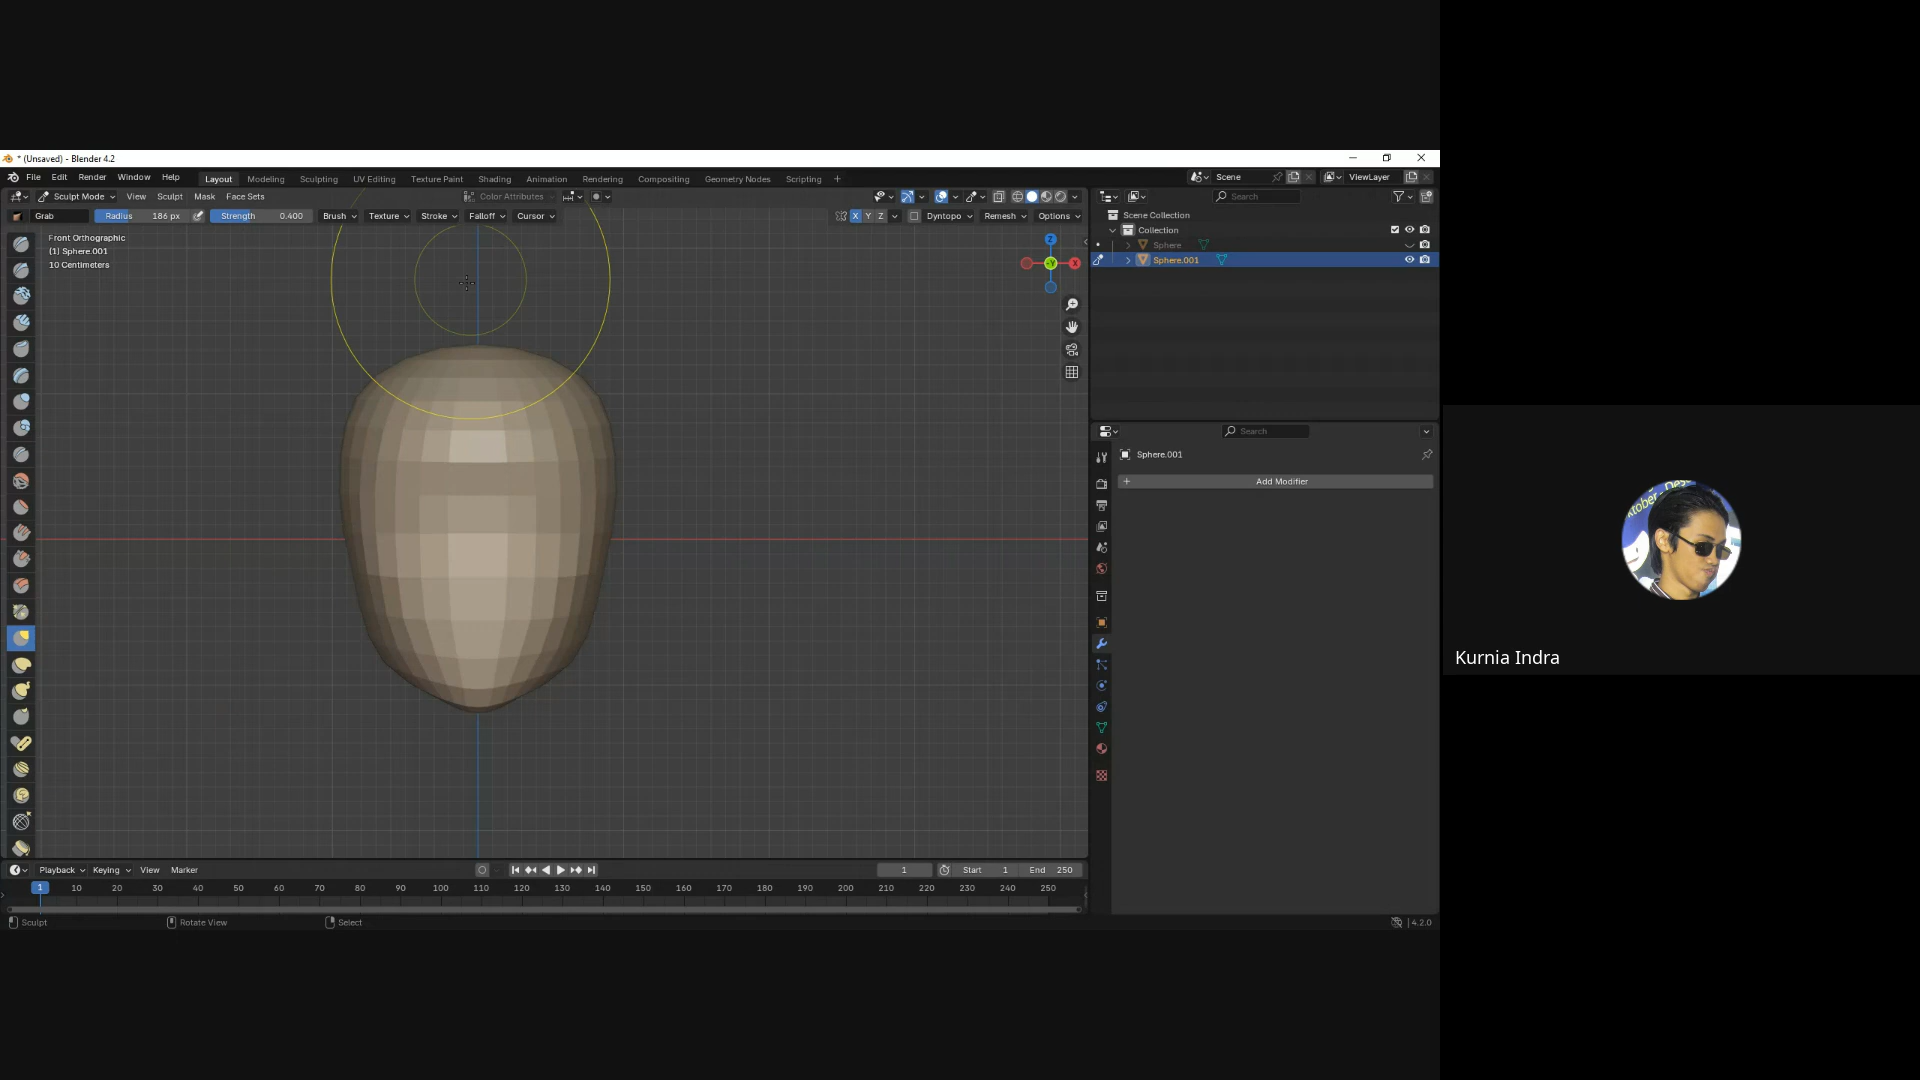 * (Unsaved) - Blender 4.2
File Edit Render Window Help
Layout Modeling Sculpting UV Editing Texture Paint Shading Animation Rendering Compositing Geometry Nodes Scripting +
Scene
ViewLayer
Sculpt Mode View Sculpt Mask Face Sets
Color Attributes
Search
Grab Radius 186 px Strength 0.400 Brush Texture Stroke Falloff Cursor
X Y Z Dyntopo Remesh Options
Scene Collection
Collection
Sphere
Sphere.001
Front Orthographic
(1) Sphere.001
10 Centimeters
Z
Y
X
Search
Sphere.001
+ Add Modifier
Playback Keying View Marker
1 Start 1 End 250
1 10 20 30 40 50 60 70 80 90 100 110 120 130 140 150 160 170 180 190 200 210 220 230 240 250
Sculpt Rotate View Select 4.2.0
Kurnia Indra